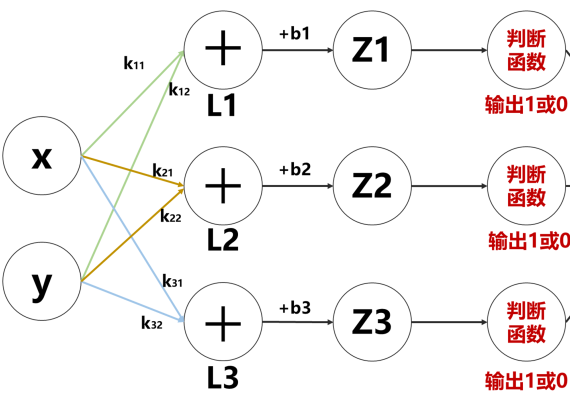 k11
k12
+
L1
+b1
Z1
判断
函数
输出1或0
x
k21
k22
+
L2
+b2
Z2
判断
函数
输出1或0
y
k31
k32
+
L3
+b3
Z3
判断
函数
输出1或0